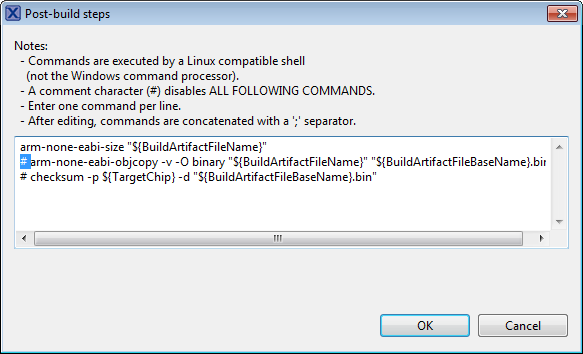 Post-build steps
Notes:
- Commands are executed by a Linux compatible shell
(not the Windows command processor).
- A comment character (#) disables ALL FOLLOWING COMMANDS.
- Enter one command per line.
- After editing, commands are concatenated with a ';' separator.
arm-none-eabi-size "${BuildArtifactFileName}"
# arm-none-eabi-objcopy -v -O binary "${BuildArtifactFileName}" "${BuildArtifactFileBaseName}.bin
# checksum -p ${TargetChip} -d "${BuildArtifactFileBaseName}.bin"
OK
Cancel